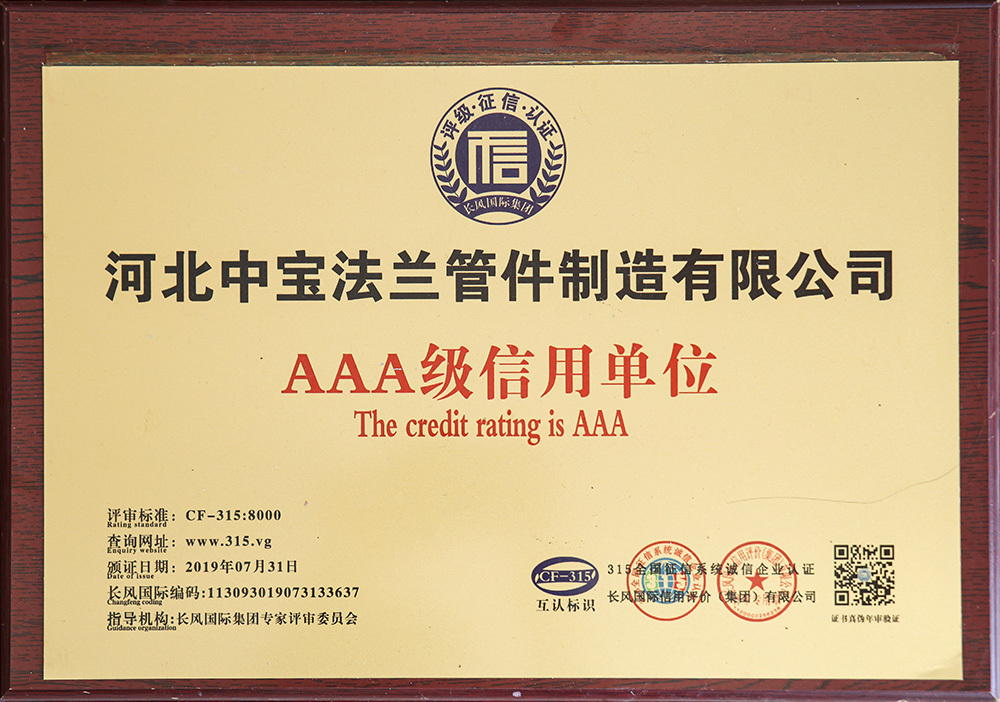 评级·征信·认证
信
长风国际集团
河北中宝法兰管件制造有限公司
AAA级信用单位
The credit rating is AAA
评审标准：CF-315:8000
Rating standard
查询网址：www.315.vg
Enquiry website
颁证日期：2019年07月31日
Date of issue
长风国际编码:113093019073133637
Changfeng coding
指导机构:长风国际集团专家评审委员会
Guidance organization
CF-315
互认标识
315全国征信系统诚信企业认证
长风国际信用评价（集团）有限公司
证书真伪年审验证